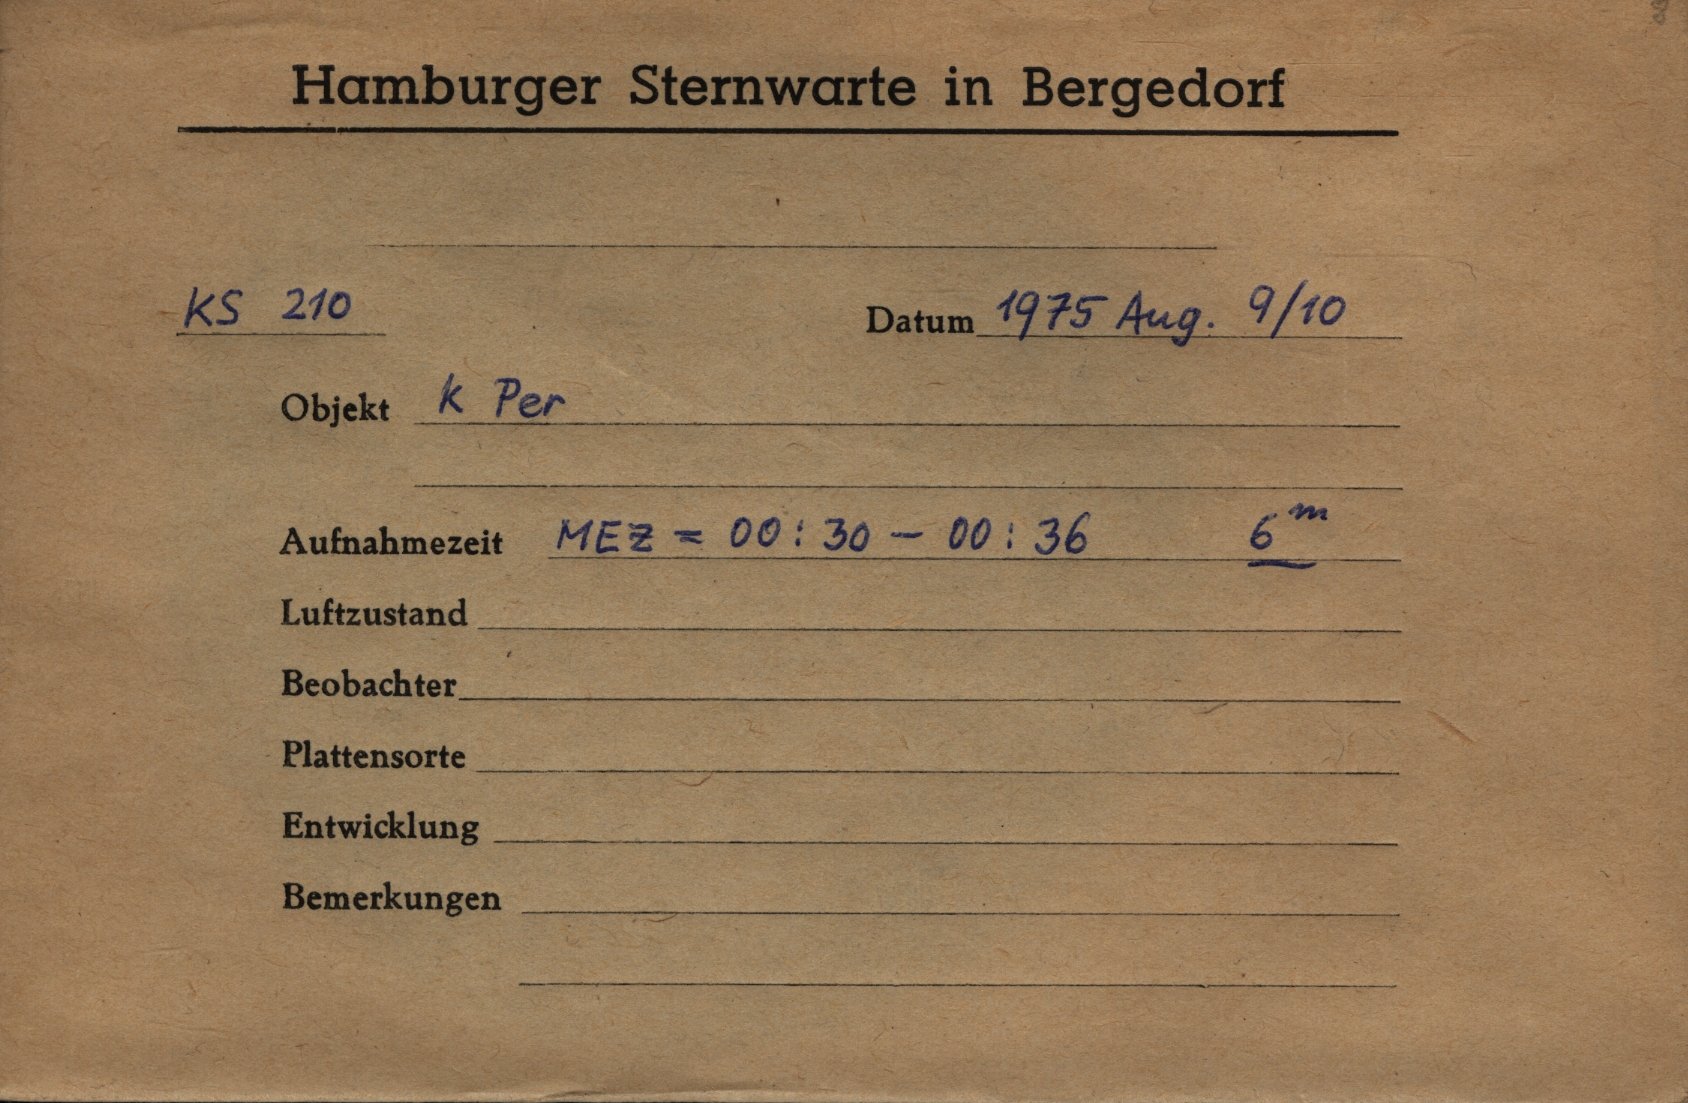 Hamburger Sternwarte in Bergedorf
KS 210 Datum 1975 Aug. 9/10
Objekt k Per
Aufnahmezeit MEZ = 00:30 – 00:36 6ᵐ
Luftzustand
Beobachter
Plattensorte
Entwicklung
Bemerkungen